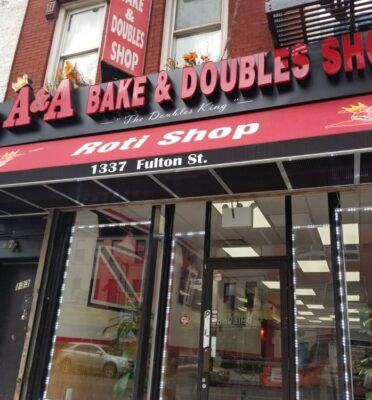 BAKE
& DOUBLES
SHOP
A&A BAKE & DOUBLES SHO
"The Doubles King"
Roti Shop
1337 Fulton St.